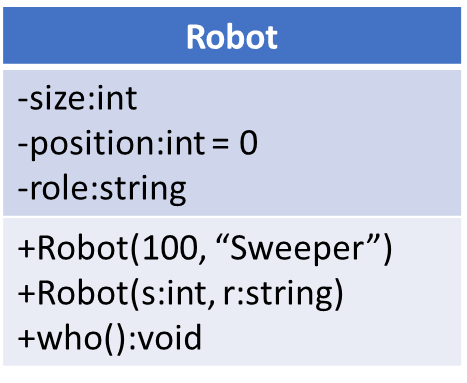 Robot
-size:int
-position:int = 0
-role:string
+Robot(100, “Sweeper”)
+Robot(s:int, r:string)
+who():void